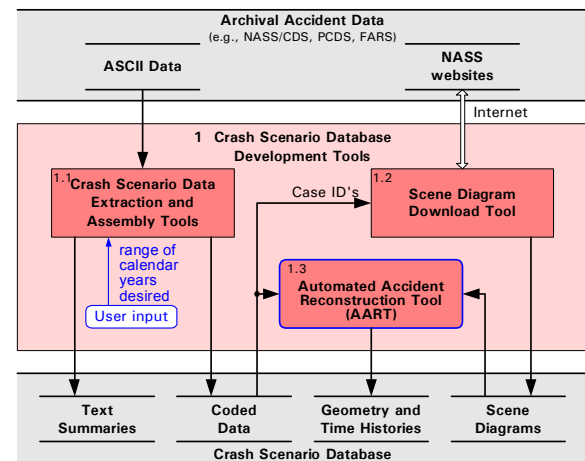 Archival Accident Data
(e.g., NASS/CDS, PCDS, FARS)
ASCII Data
NASS
websites
Internet
1 Crash Scenario Database
Development Tools
1.1
Crash Scenario Data
Extraction and
Assembly Tools
Case ID's
1.2
Scene Diagram
Download Tool
range of
calendar
years
desired
User input
1.3
Automated Accident
Reconstruction Tool
(AART)
Text
Summaries
Coded
Data
Geometry and
Time Histories
Scene
Diagrams
Crash Scenario Database